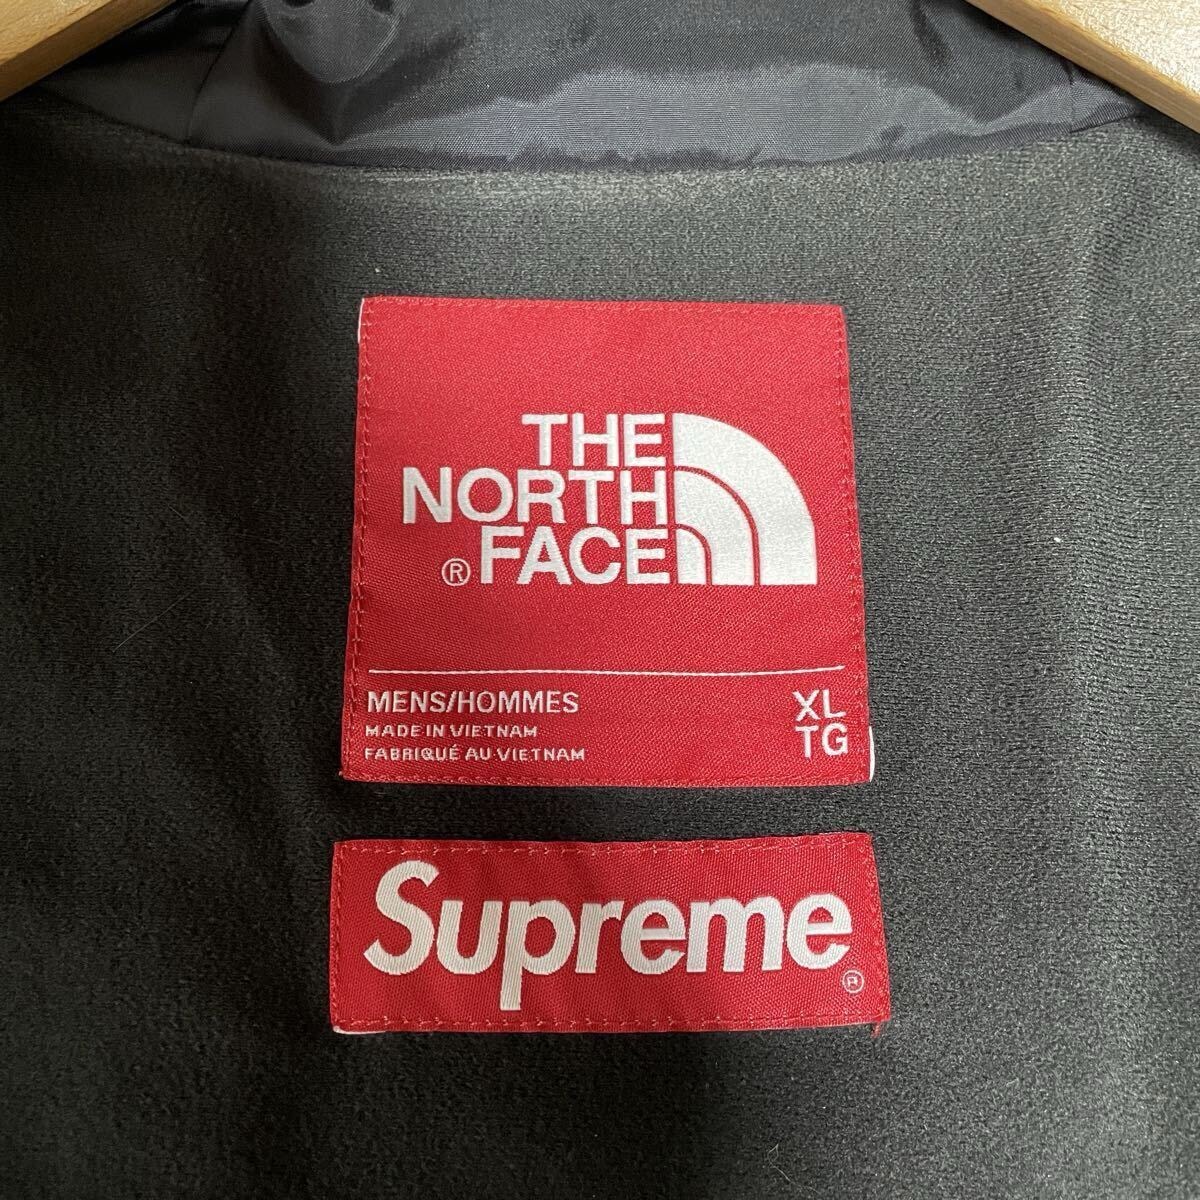 THE
NORTH
® FACE
MENS/HOMMES XL
MADE IN VIETNAM TG
FABRIQUÉ AU VIETNAM
Supreme®